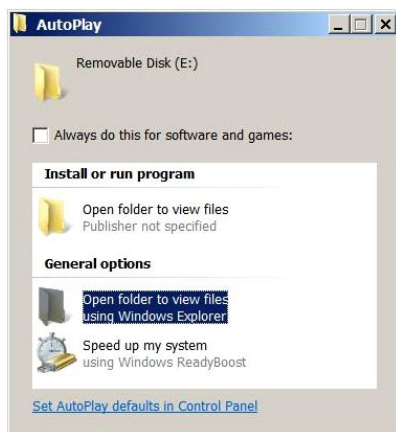 AutoPlay
Removable Disk (E:)
Always do this for software and games:
Install or run program
Open folder to view files
Publisher not specified
General options
Open folder to view files
using Windows Explorer
Speed up my system
using Windows ReadyBoost
Set AutoPlay defaults in Control Panel